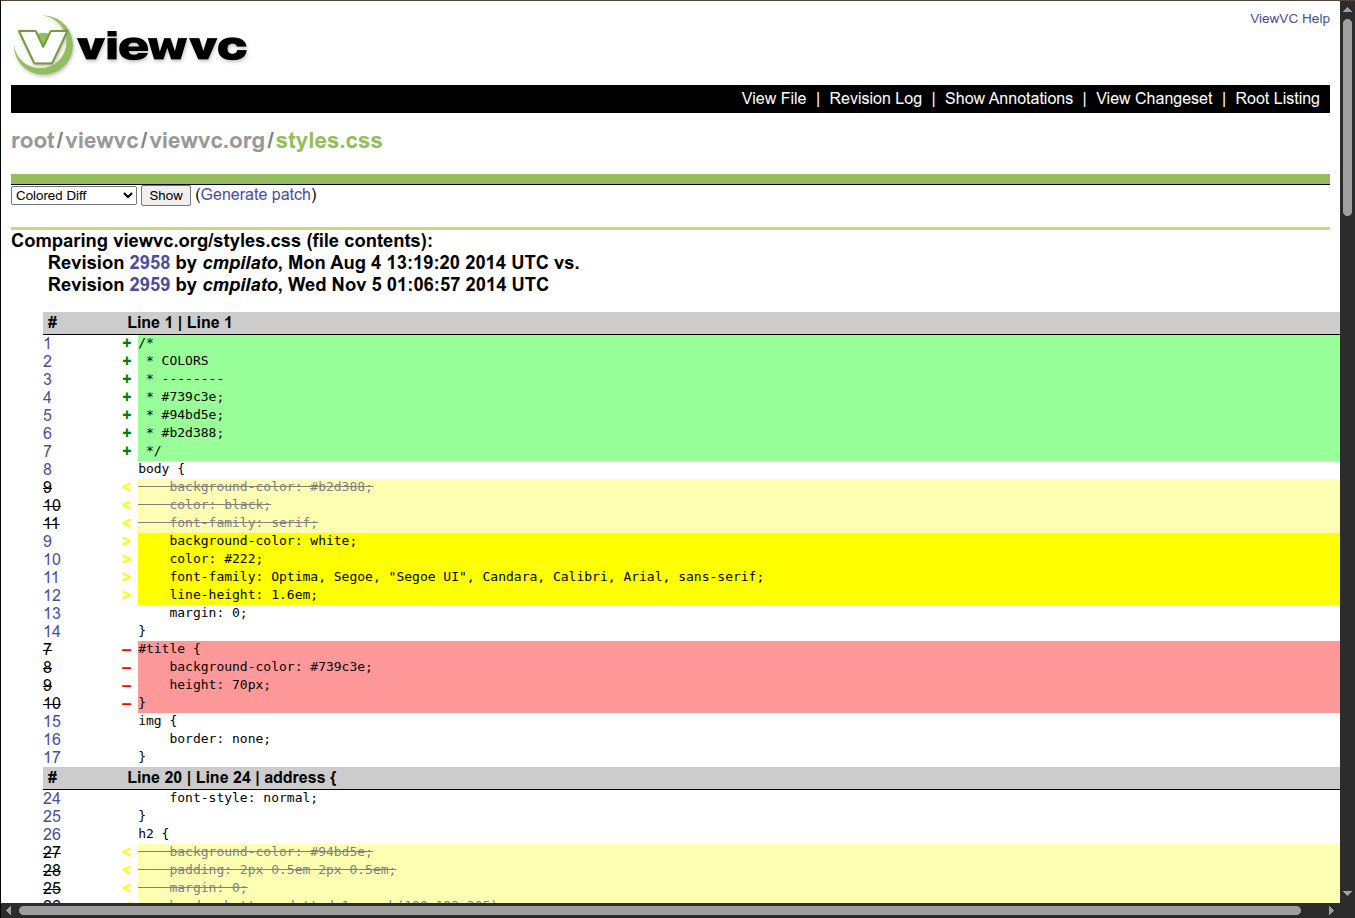 ViewVC Help
viewvc
View File | Revision Log | Show Annotations | View Changeset | Root Listing
root/viewvc/viewvc.org/styles.css
Colored Diff Show (Generate patch)
Comparing viewvc.org/styles.css (file contents):
Revision 2958 by cmpilato, Mon Aug 4 13:19:20 2014 UTC vs.
Revision 2959 by cmpilato, Wed Nov 5 01:06:57 2014 UTC
# Line 1 | Line 1
1 + /*
2 + * COLORS
3 + * --------
4 + * #739c3e;
5 + * #94bd5e;
6 + * #b2d388;
7 + */
8 body {
9 < background-color: #b2d388;
10 < color: black;
11 < font-family: serif;
9 > background-color: white;
10 > color: #222;
11 > font-family: Optima, Segoe, "Segoe UI", Candara, Calibri, Arial, sans-serif;
12 > line-height: 1.6em;
13 margin: 0;
14 }
7 – #title {
8 – background-color: #739c3e;
9 – height: 70px;
10 – }
15 img {
16 border: none;
17 }
# Line 20 | Line 24 | address {
24 font-style: normal;
25 }
26 h2 {
27 < background-color: #94bd5e;
28 < padding: 2px 0.5em 2px 0.5em;
25 < margin: 0;